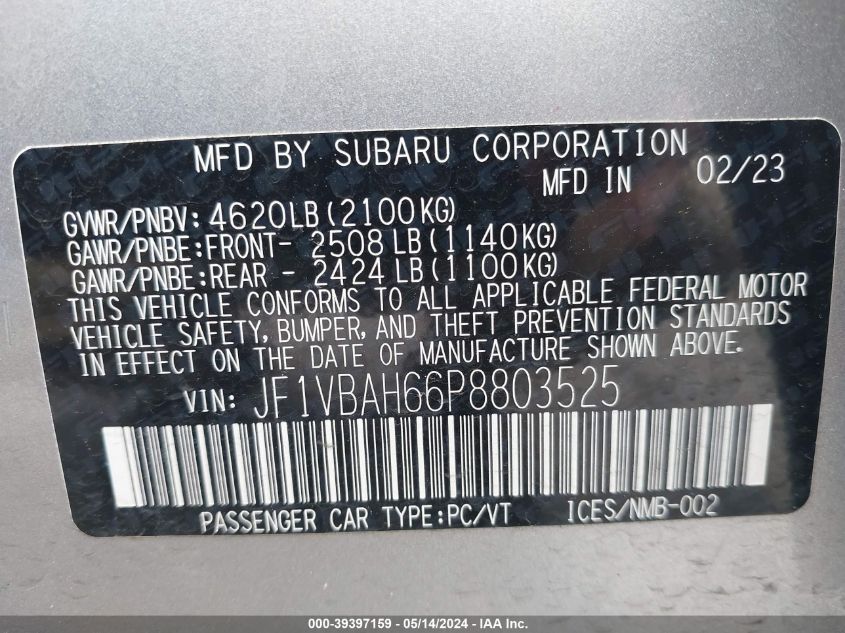 MFD BY SUBARU CORPORATION
MFD IN 02/23
GVWR/PNBV: 4620LB(2100KG)
GAWR/PNBE:FRONT- 2508LB(1140KG)
GAWR/PNBE:REAR - 2424LB(1100KG)
THIS VEHICLE CONFORMS TO ALL APPLICABLE FEDERAL MOTOR
VEHICLE SAFETY, BUMPER, AND THEFT PREVENTION STANDARDS
IN EFFECT ON THE DATE OF MANUFACTURE SHOWN ABOVE.
VIN: JF1VBAH66P8803525
PASSENGER CAR TYPE:PC/VT ICES/NMB-002
000-39397159 - 05/14/2024 - IAA Inc.